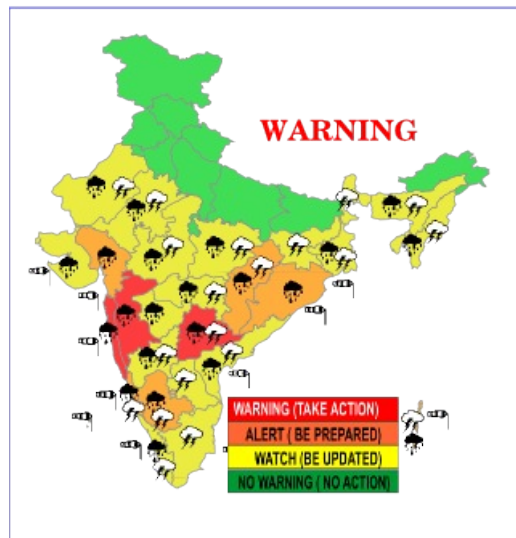 WARNING
WARNING (TAKE ACTION)
ALERT ( BE PREPARED)
WATCH (BE UPDATED)
NO WARNING ( NO ACTION)